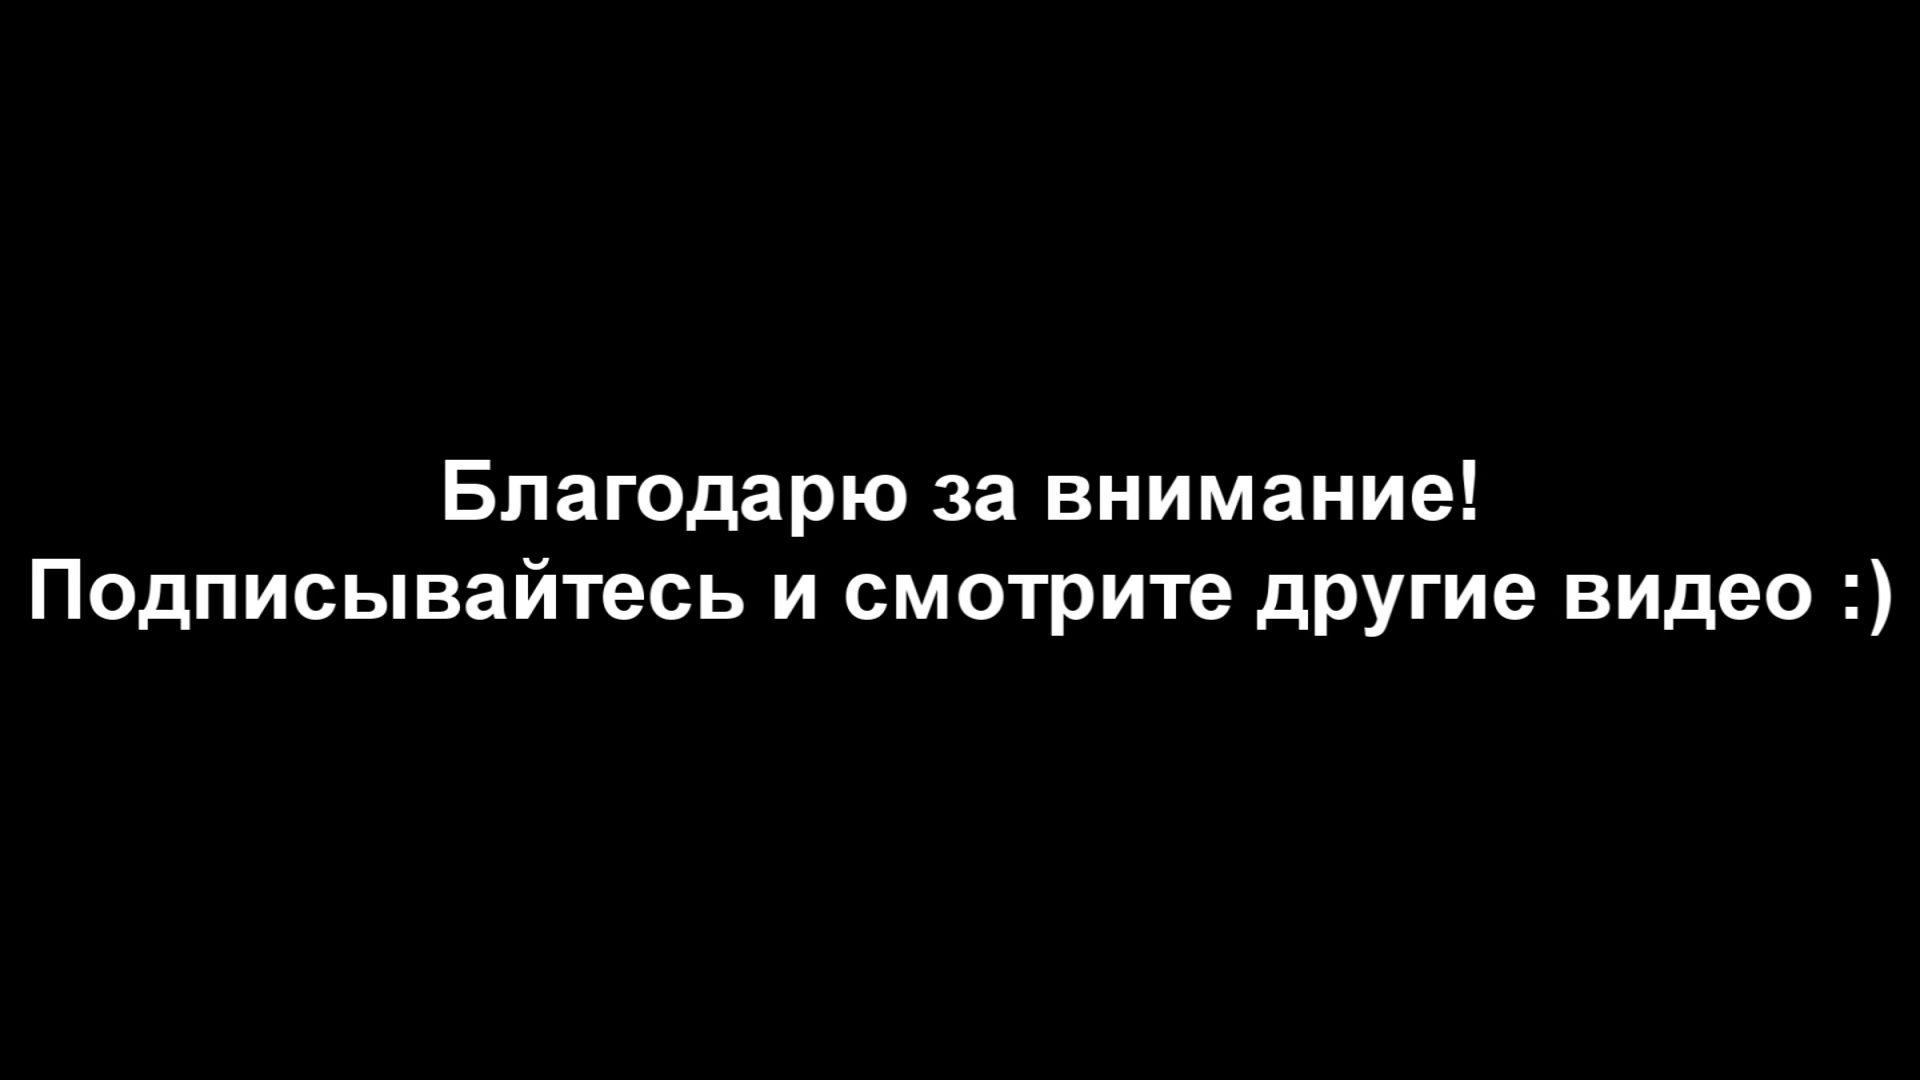 Благодарю за внимание!
Подписывайтесь и смотрите другие видео :)